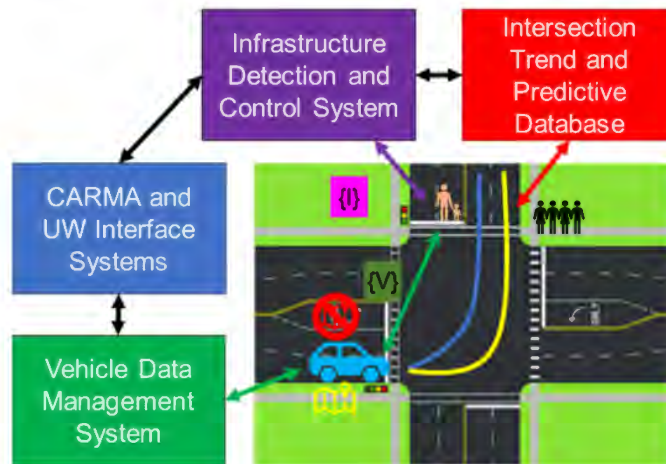 Infrastructure
Detection and
Control System
Intersection
Trend and
Predictive
Database
CARMA and
UW Interface
Systems
{I}
{V}
Vehicle Data
Management
System